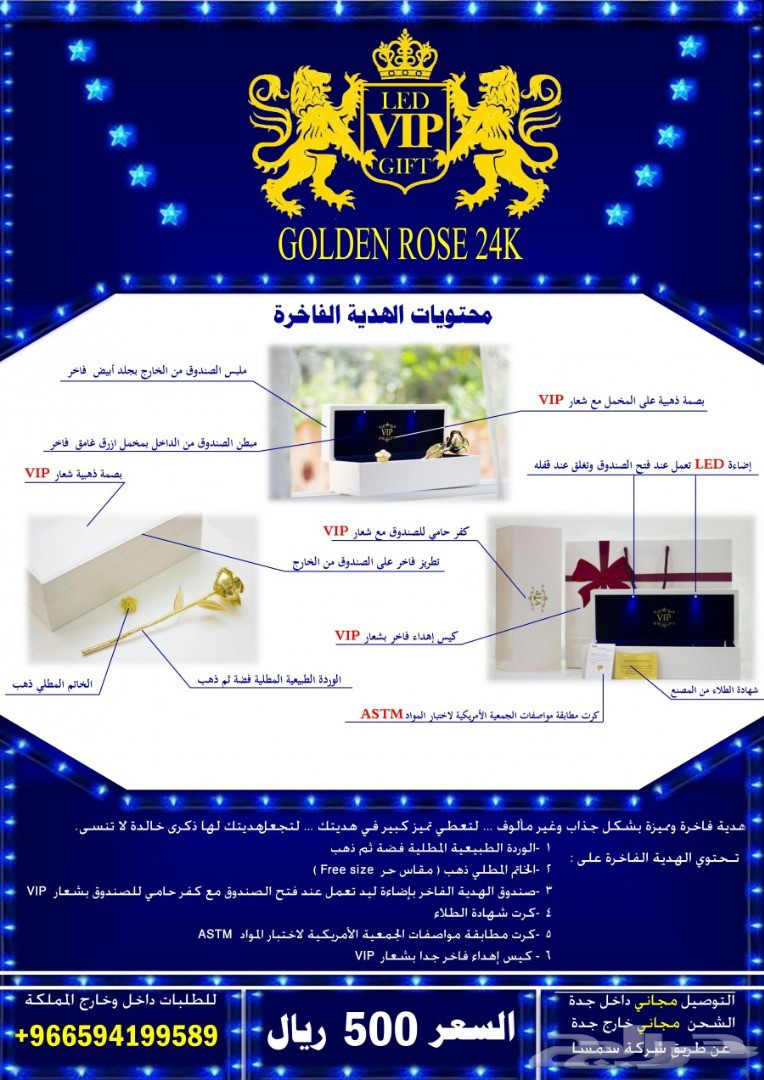 LED
VIP
GIFT
GOLDEN ROSE 24K
محتويات الهدية الفاخرة
ملبس الصندوق من الخارج بجلد أبيض فاخر
بصمة ذهبية على المخمل مع شعار VIP
مبطن الصندوق من الداخل بمخمل ازرق غامق فاخر
إضاءة LED تعمل عند فتح الصندوق وتغلق عند قفله
بصمة ذهبية شعار VIP
VIP
كفر حامي للصندوق مع شعار VIP
تطريز فاخر على الصندوق من الخارج
VIP
VIP
كيس إهداء فاخر بشعار VIP
الوردة الطبيعية المطلية فضة ثم ذهب
الخاتم المطلي ذهب
شهادة الطلاء من المصنع
كرت مطابقة مواصفات الجمعية الأمريكية لاختبار المواد ASTM
هدية فاخرة ومميزة بشكل جذاب وغير مألوف ... لتعطي تميز كبير في هديتك ... لتجعلهديتك لها ذكرى خالدة لا تنسى.
تحتوي الهدية الفاخرة على :
١ -الوردة الطبيعية المطلية فضة ثم ذهب
٢ -الخاتم المطلي ذهب ( مقاس حر Free size )
٣ -صندوق الهدية الفاخر بإضاءة ليد تعمل عند فتح الصندوق مع كفر حامي للصندوق بشعار VIP
٤ -كرت شهادة الطلاء
٥ -كرت مطابقة مواصفات الجمعية الأمريكية لاختبار المواد ASTM
٦ - كيس إهداء فاخر جدا بشعار VIP
التوصيل مجاني داخل جدة
الشحن مجاني خارج جدة
عن طريق شركة سمسا
السعر 500 ريال
للطلبات داخل وخارج المملكة
+966594199589
حراج